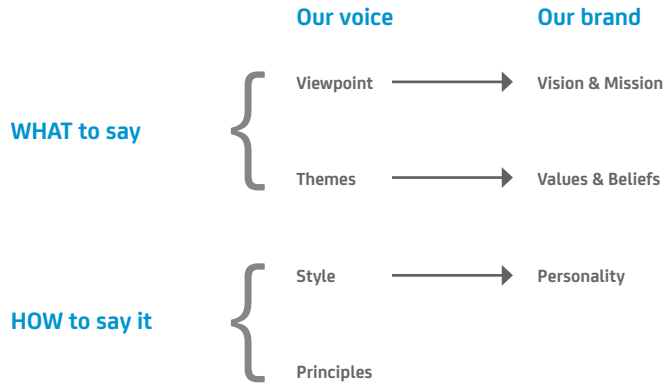 Our voice Our brand
Viewpoint Vision & Mission
WHAT to say
Themes Values & Beliefs
Style Personality
HOW to say it
Principles